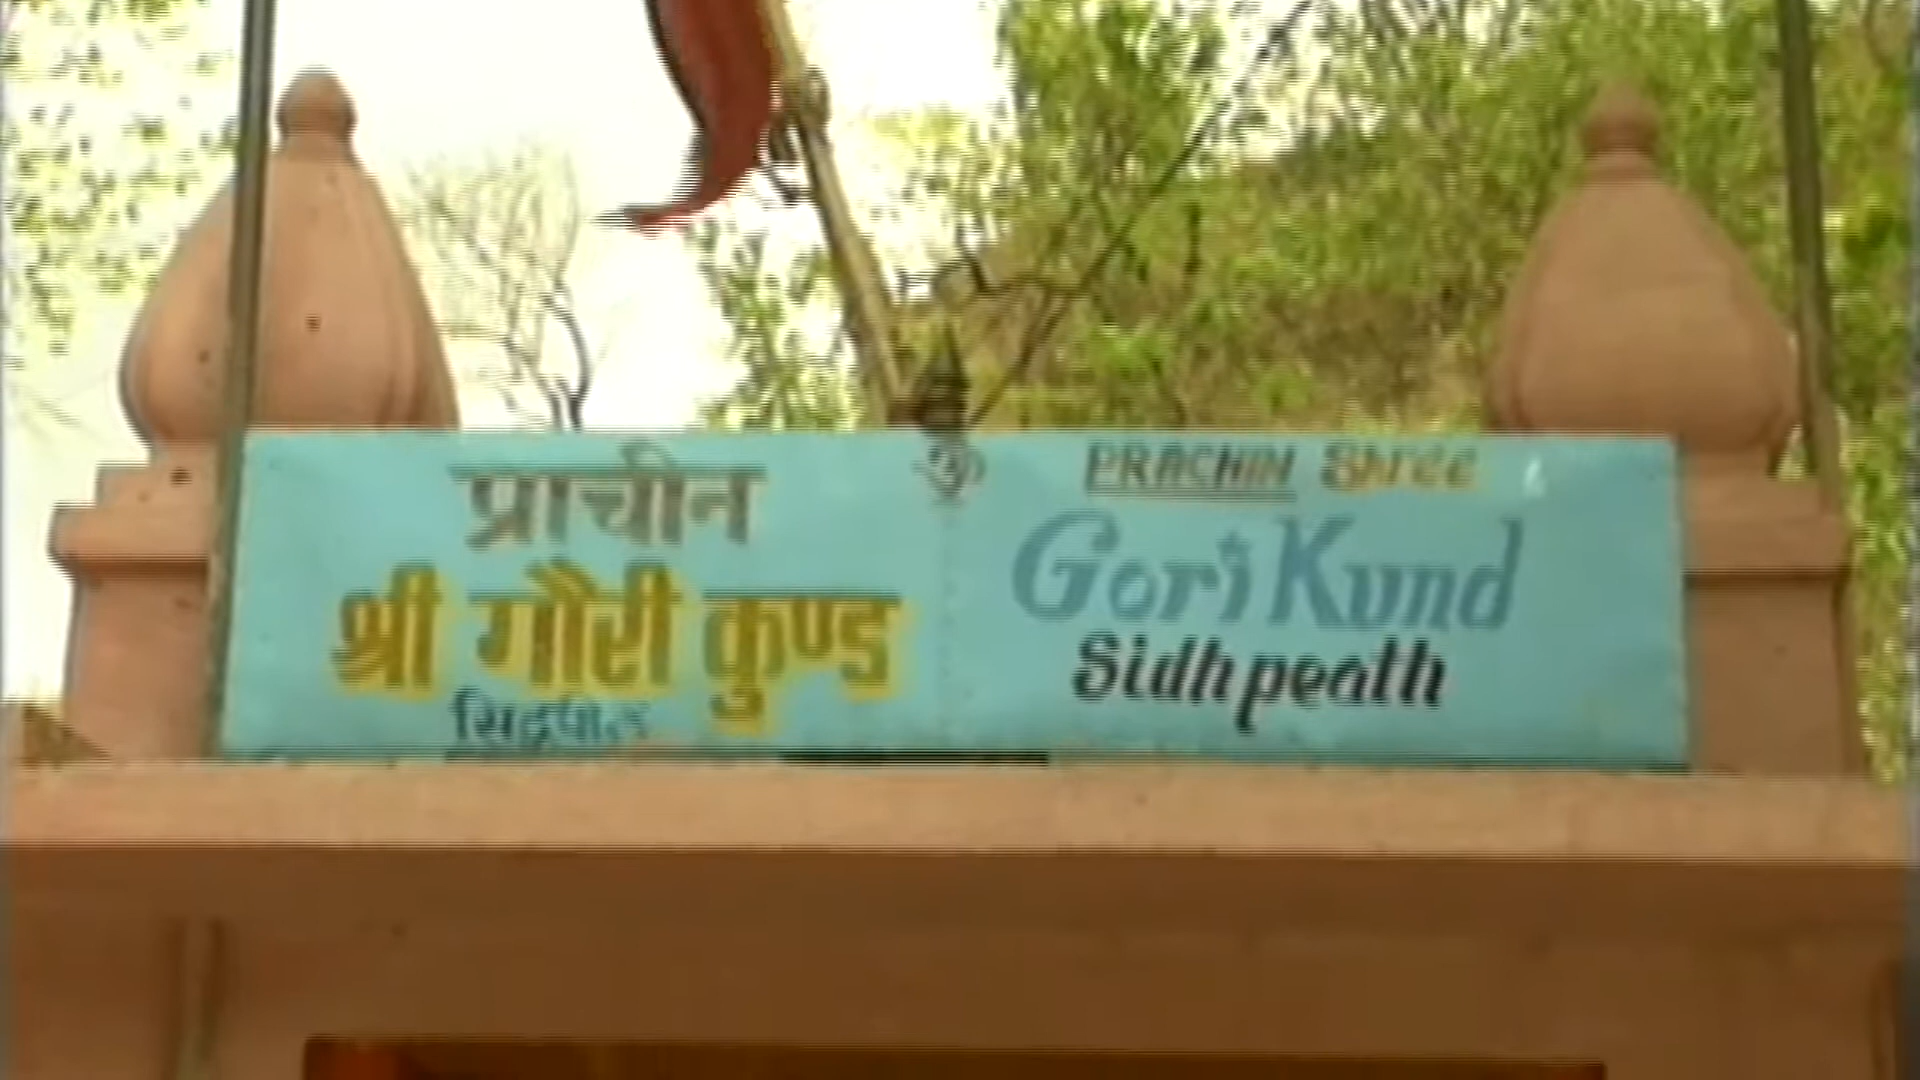 ॐ
प्राचीन
श्री गौरी कुण्ड
PRACHIN Shree
Gori Kund
Sidhpeath